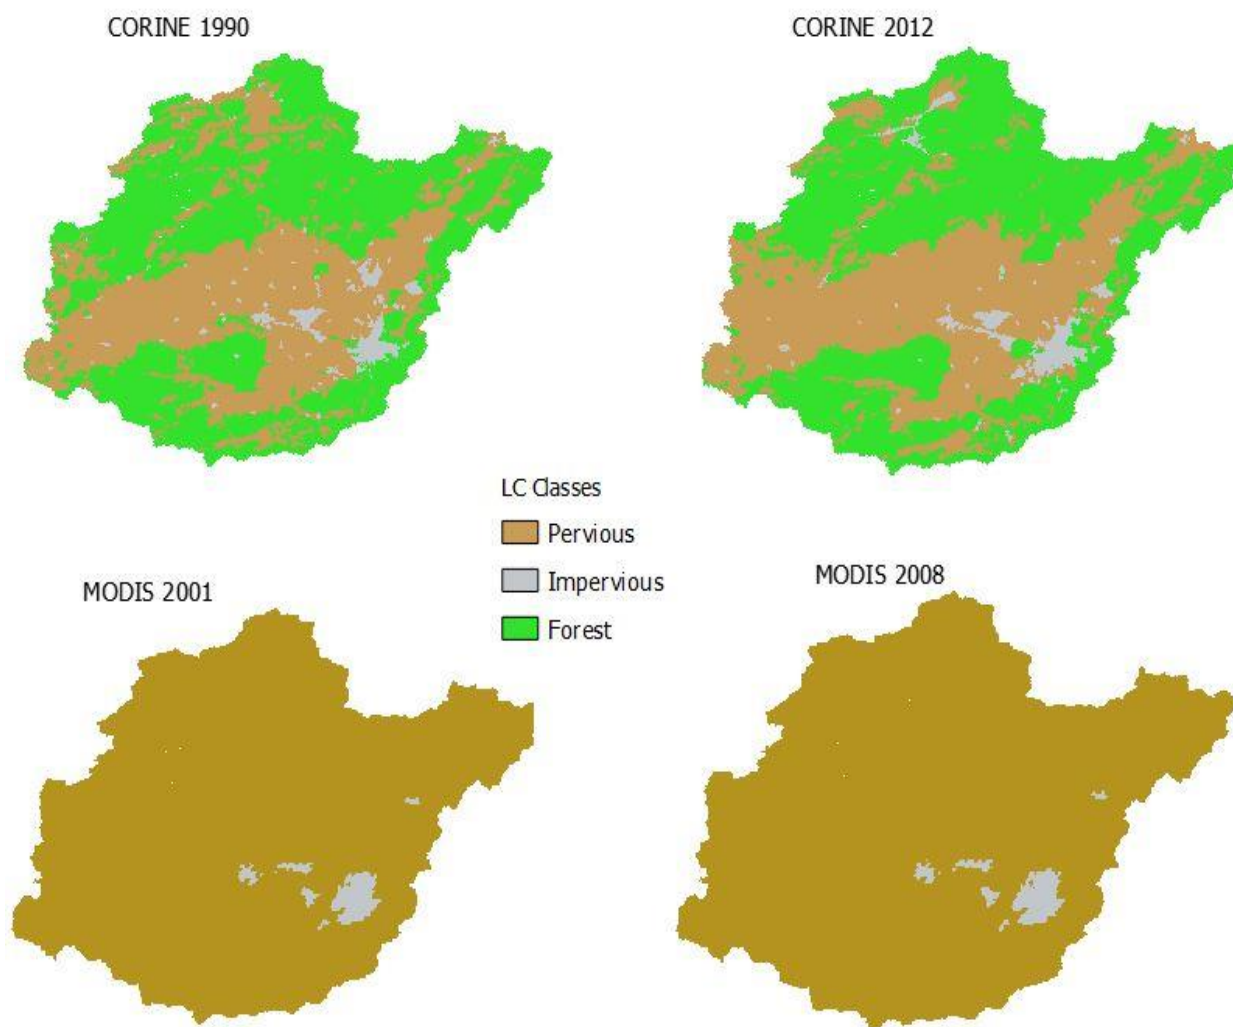 CORINE 1990
CORINE 2012
LC Classes
Pervious
Impervious
Forest
MODIS 2001
MODIS 2008